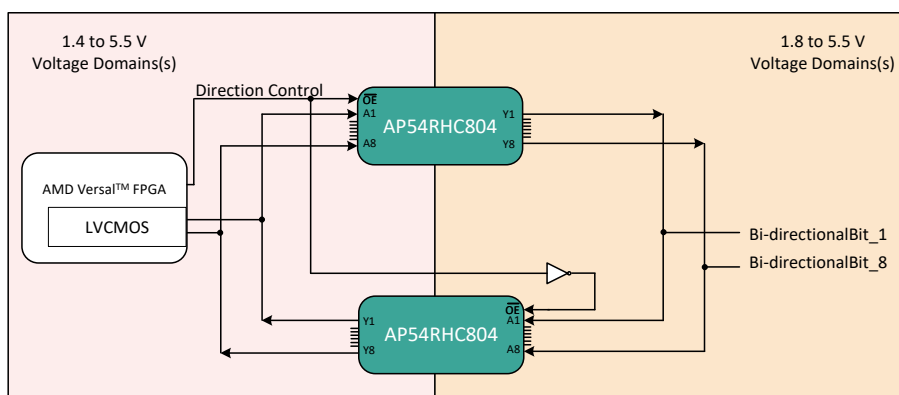 1.4 to 5.5 V
Voltage Domains(s)
1.8 to 5.5 V
Voltage Domains(s)
Direction Control
OE
A1
A8
AP54RHC804
Y1
Y8
AMD Versal™ FPGA
LVCMOS
Bi-directionalBit_1
Bi-directionalBit_8
Y1
Y8
AP54RHC804
OE
A1
A8